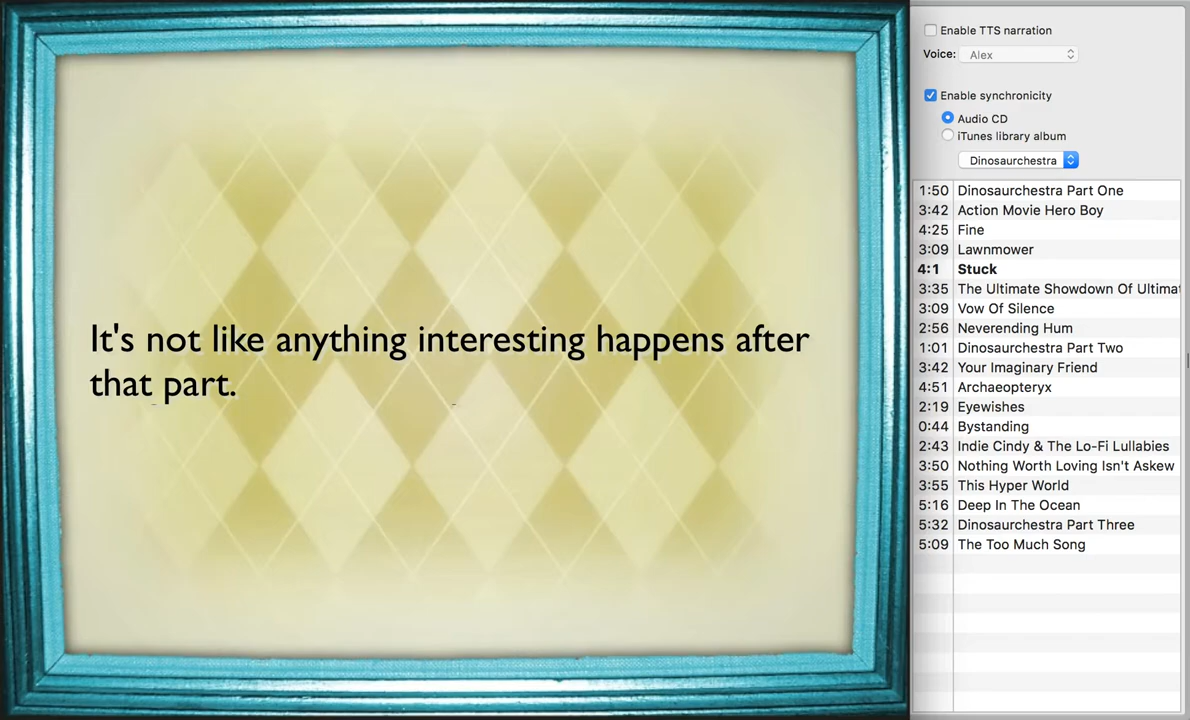 It's not like anything interesting happens after
that part.
Enable TTS narration
Voice: Alex
Enable synchronicity
Audio CD
iTunes library album
Dinosaurchestra
1:50 Dinosaurchestra Part One
3:42 Action Movie Hero Boy
4:25 Fine
3:09 Lawnmower
4:1 Stuck
3:35 The Ultimate Showdown Of Ultimat
3:09 Vow Of Silence
2:56 Neverending Hum
1:01 Dinosaurchestra Part Two
3:42 Your Imaginary Friend
4:51 Archaeopteryx
2:19 Eyewishes
0:44 Bystanding
2:43 Indie Cindy & The Lo-Fi Lullabies
3:50 Nothing Worth Loving Isn't Askew
3:55 This Hyper World
5:16 Deep In The Ocean
5:32 Dinosaurchestra Part Three
5:09 The Too Much Song